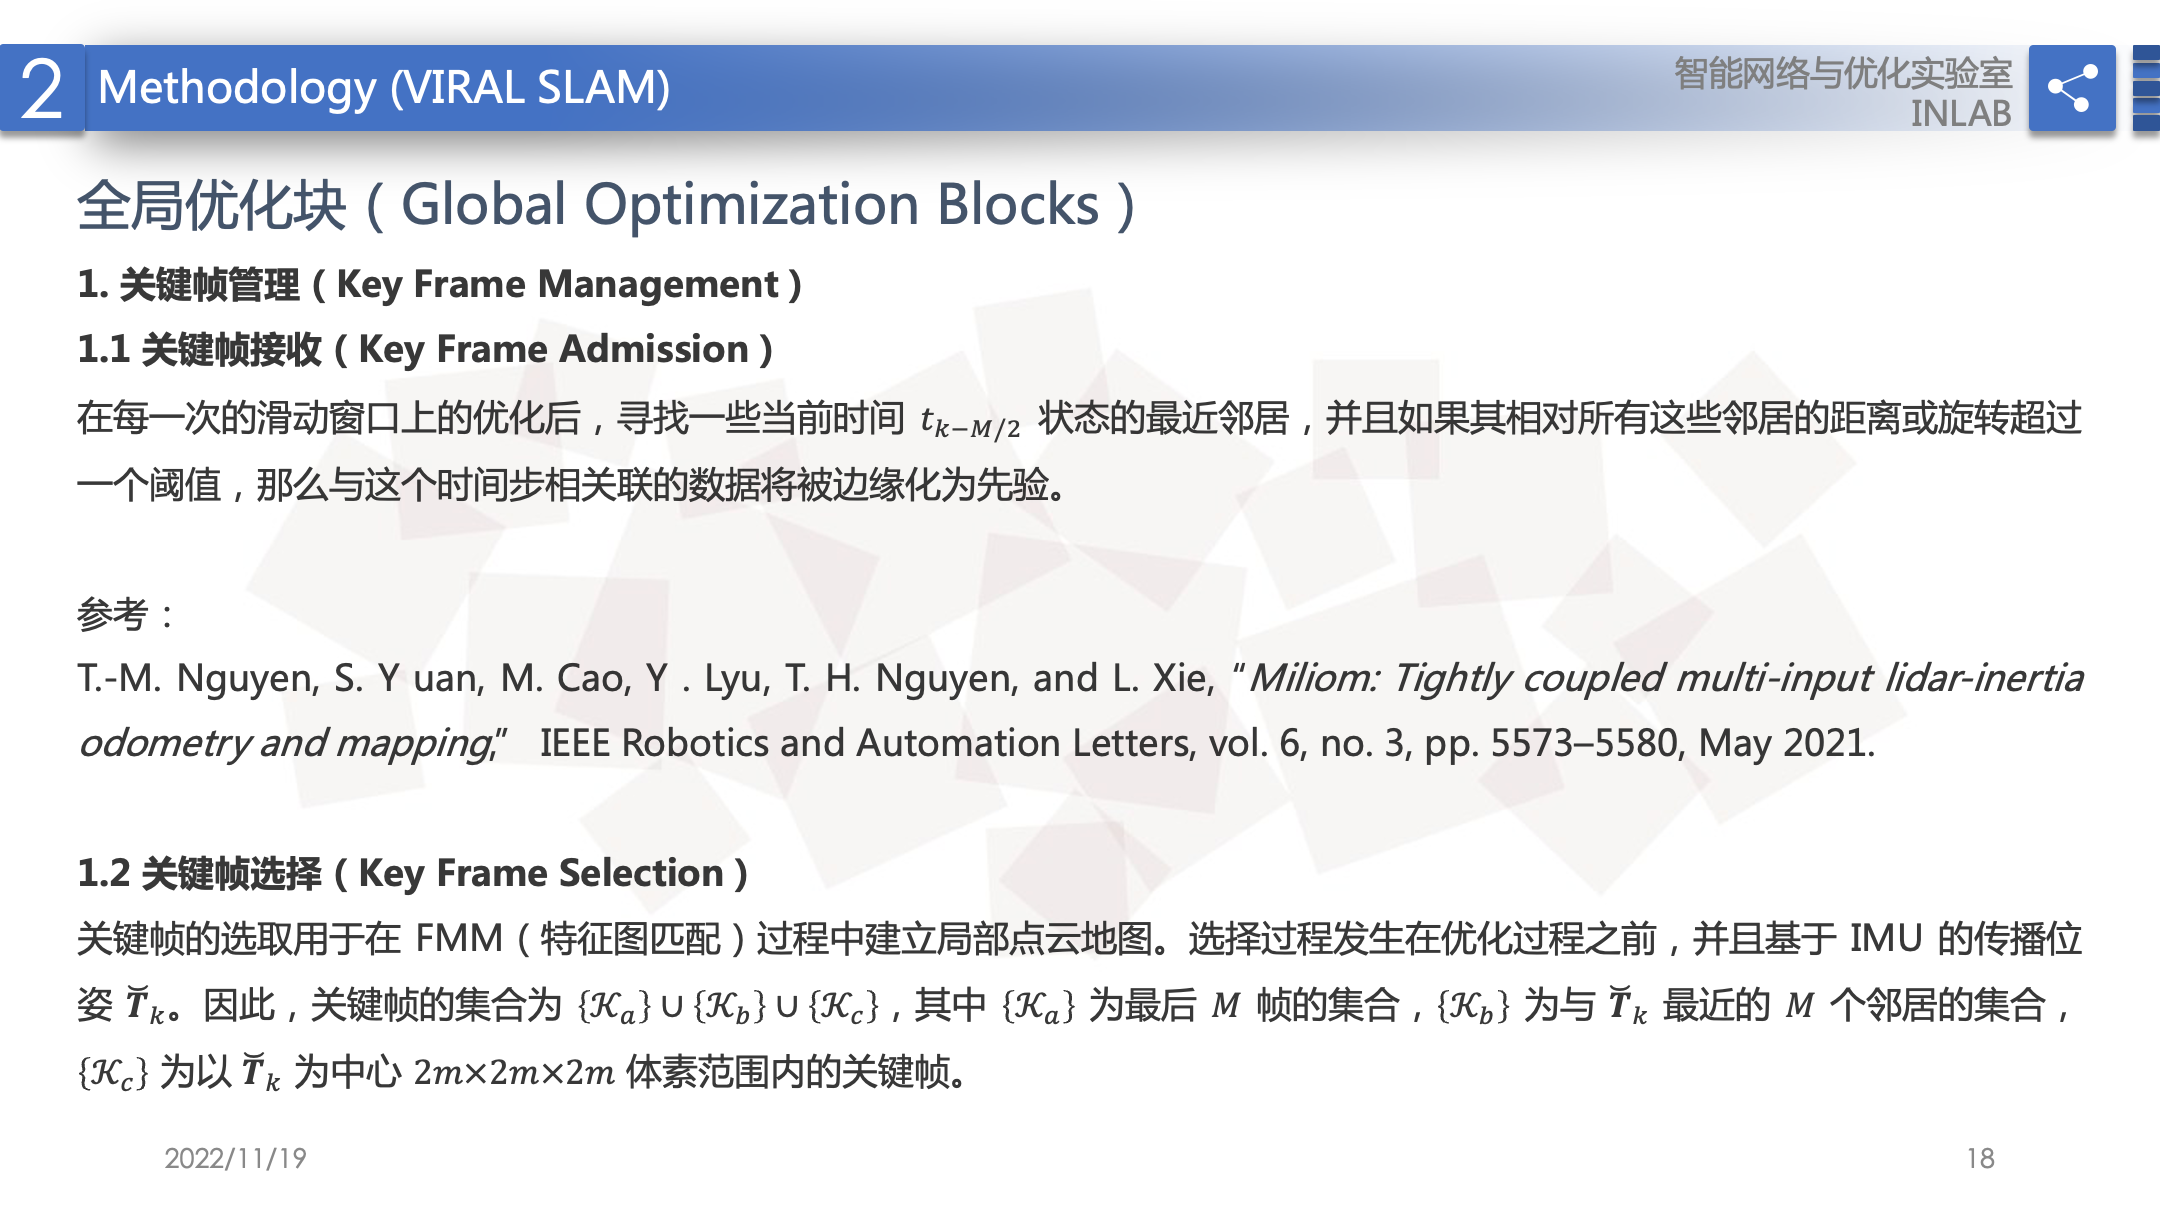 2 Methodology (VIRAL SLAM)
智能网络与优化实验室
INLAB
全局优化块（Global Optimization Blocks）
1. 关键帧管理（Key Frame Management）
1.1 关键帧接收（Key Frame Admission）
在每一次的滑动窗口上的优化后，寻找一些当前时间 $t_{k-M/2}$ 状态的最近邻居，并且如果其相对所有这些邻居的距离或旋转超过
一个阈值，那么与这个时间步相关联的数据将被边缘化为先验。
参考：
T.-M. Nguyen, S. Y uan, M. Cao, Y . Lyu, T. H. Nguyen, and L. Xie, “Miliom: Tightly coupled multi-input lidar-inertia
odometry and mapping,” IEEE Robotics and Automation Letters, vol. 6, no. 3, pp. 5573–5580, May 2021.
1.2 关键帧选择（Key Frame Selection）
关键帧的选取用于在 FMM（特征图匹配）过程中建立局部点云地图。选择过程发生在优化过程之前，并且基于 IMU 的传播位
姿 $\breve{T}_k$。因此，关键帧的集合为 $\{\mathcal{K}_a\} \cup \{\mathcal{K}_b\} \cup \{\mathcal{K}_c\}$，其中 $\{\mathcal{K}_a\}$ 为最后 $M$ 帧的集合，$\{\mathcal{K}_b\}$ 为与 $\breve{T}_k$ 最近的 $M$ 个邻居的集合，
$\{\mathcal{K}_c\}$ 为以 $\breve{T}_k$ 为中心 $2m×2m×2m$ 体素范围内的关键帧。
2022/11/19
18